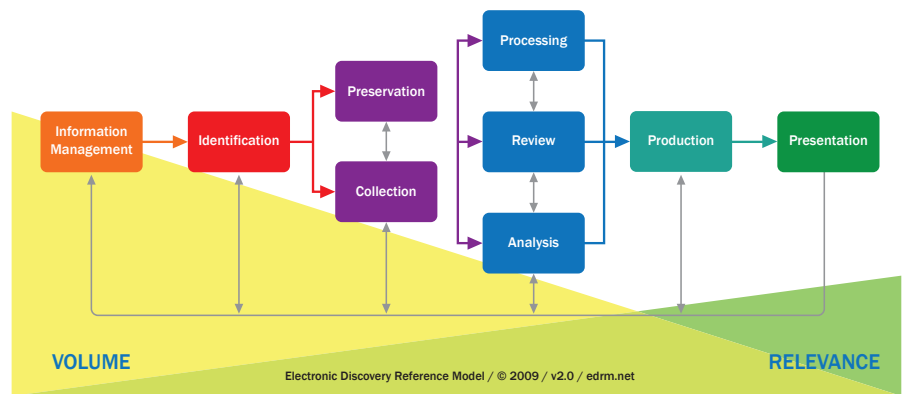 Information
Management
Identification
Preservation
Collection
Processing
Review
Analysis
Production
Presentation
VOLUME
RELEVANCE
Electronic Discovery Reference Model / © 2009 / v2.0 / edrm.net